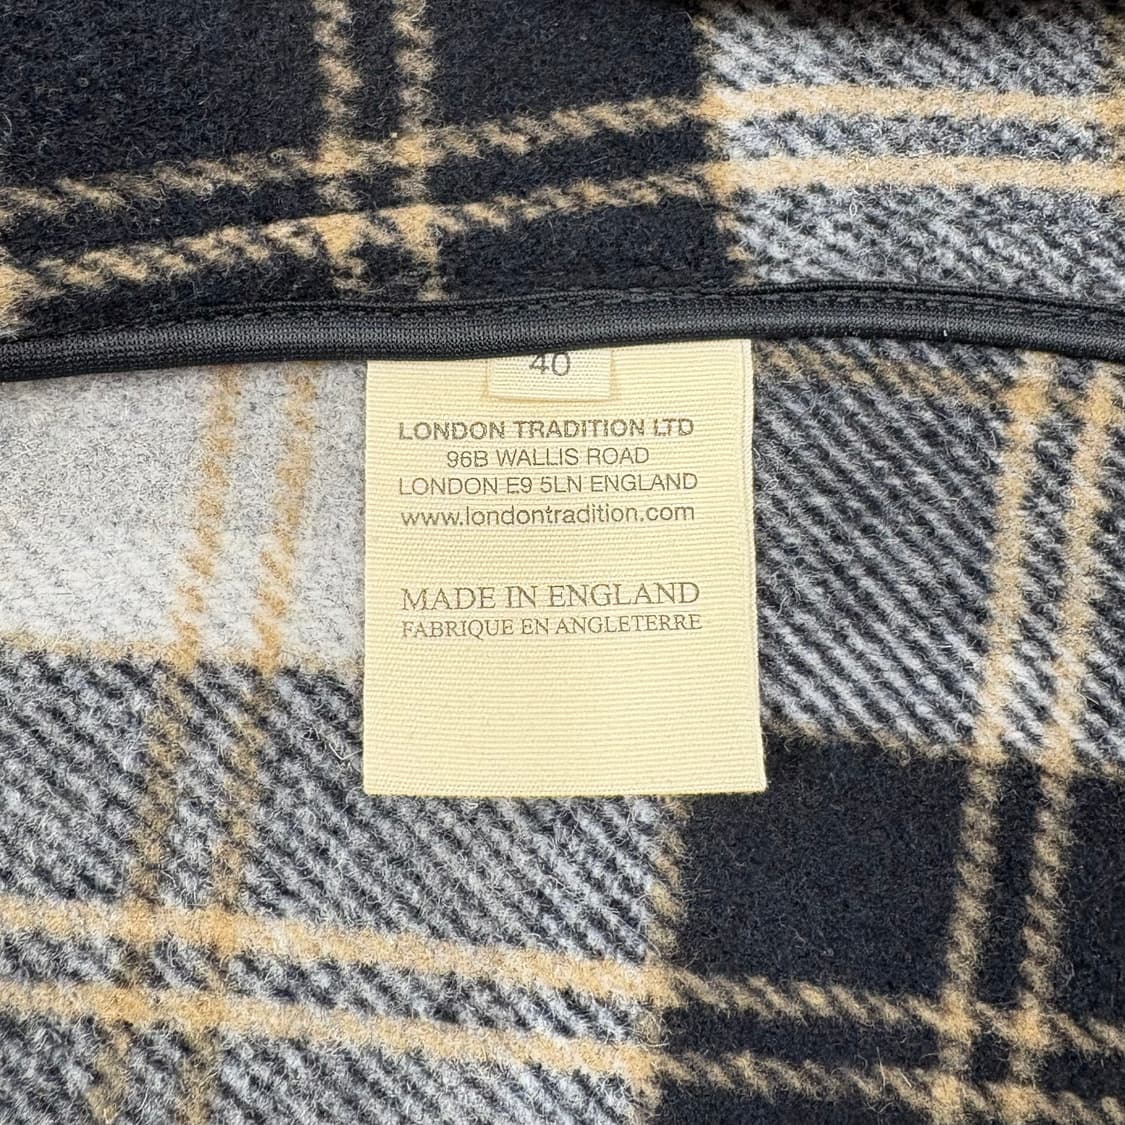 40
LONDON TRADITION LTD
96B WALLIS ROAD
LONDON E9 5LN ENGLAND
www.londontradition.com
MADE IN ENGLAND
FABRIQUE EN ANGLETERRE